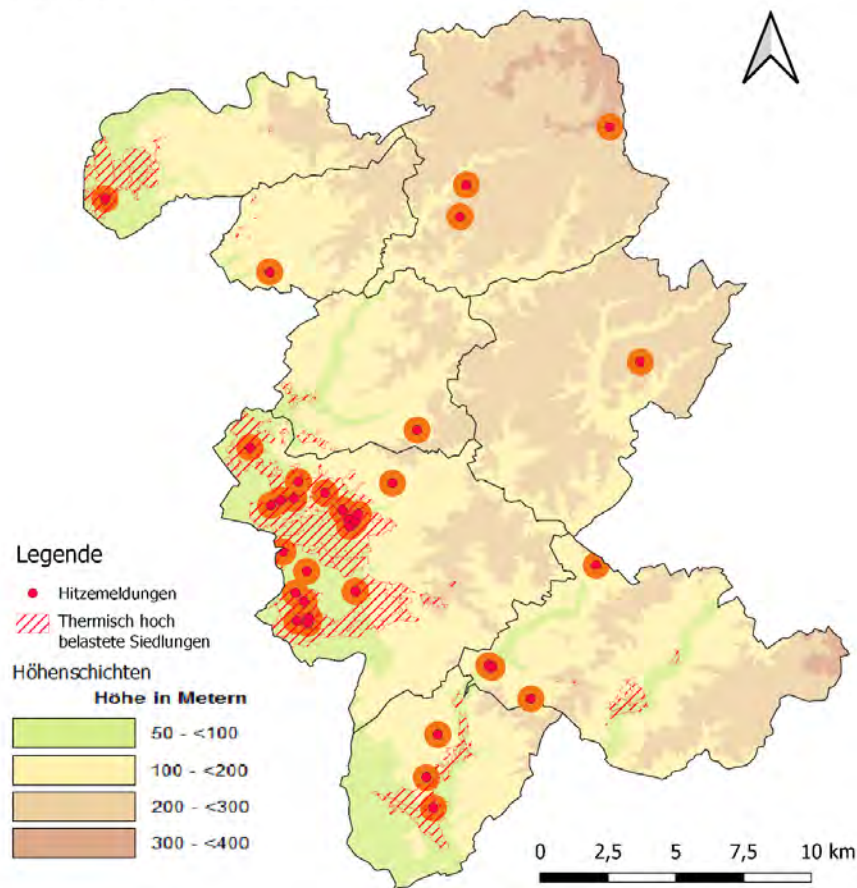 Legende
Hitzemeldungen
Thermisch hoch
belastete Siedlungen
Höhenschichten
Höhe in Metern
50 - <100
100 - <200
200 - <300
300 - <400
0 2,5 5 7,5 10 km